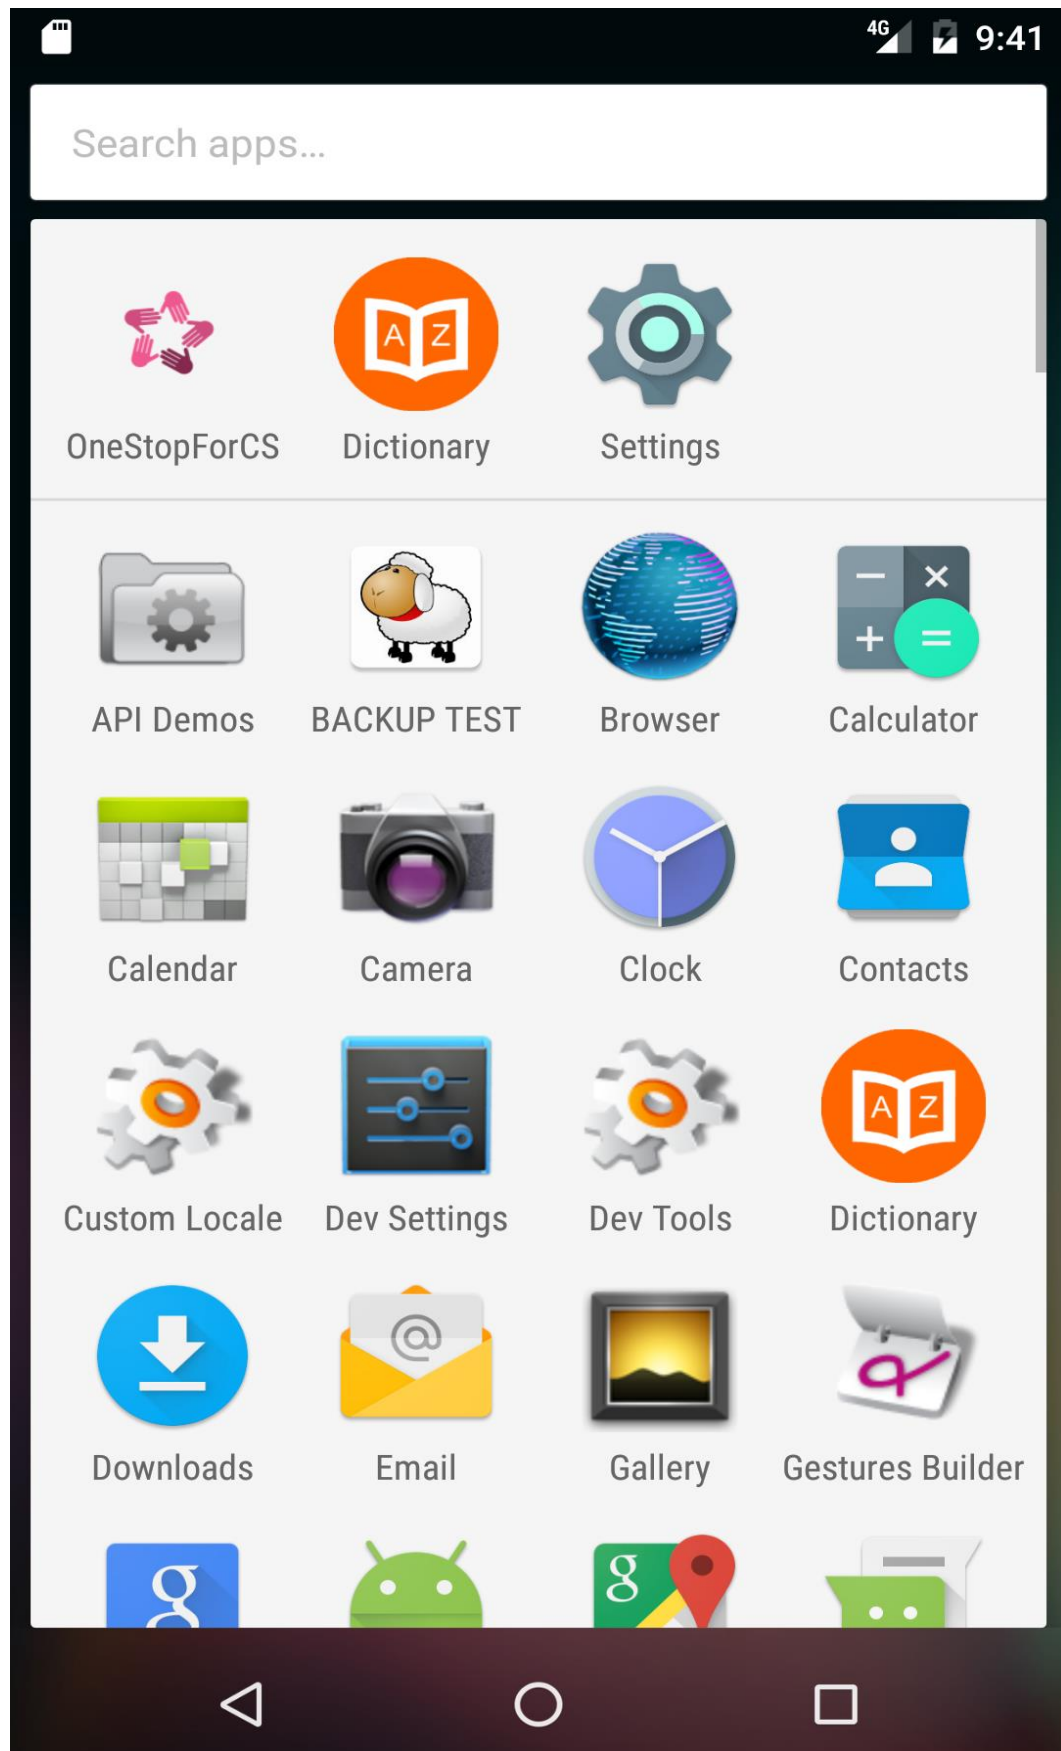 4G 9:41
Search apps...
A Z
OneStopForCS Dictionary Settings
API Demos BACKUP TEST Browser Calculator
Calendar Camera Clock Contacts
A Z
Custom Locale Dev Settings Dev Tools Dictionary
@
Downloads Email Gallery Gestures Builder
g g